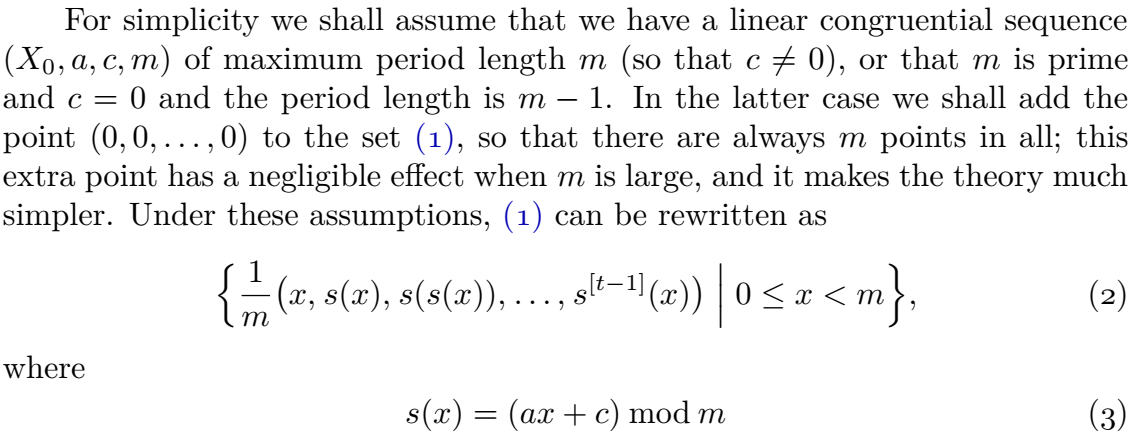 For simplicity we shall assume that we have a linear congruential sequence
(X₀, a, c, m) of maximum period length m (so that c ≠ 0), or that m is prime
and c = 0 and the period length is m − 1. In the latter case we shall add the
point (0, 0, . . . , 0) to the set (1), so that there are always m points in all; this
extra point has a negligible effect when m is large, and it makes the theory much
simpler. Under these assumptions, (1) can be rewritten as
{ 1/m (x, s(x), s(s(x)), . . . , s^[t−1](x)) | 0 ≤ x < m }, (2)
where
s(x) = (ax + c) mod m (3)